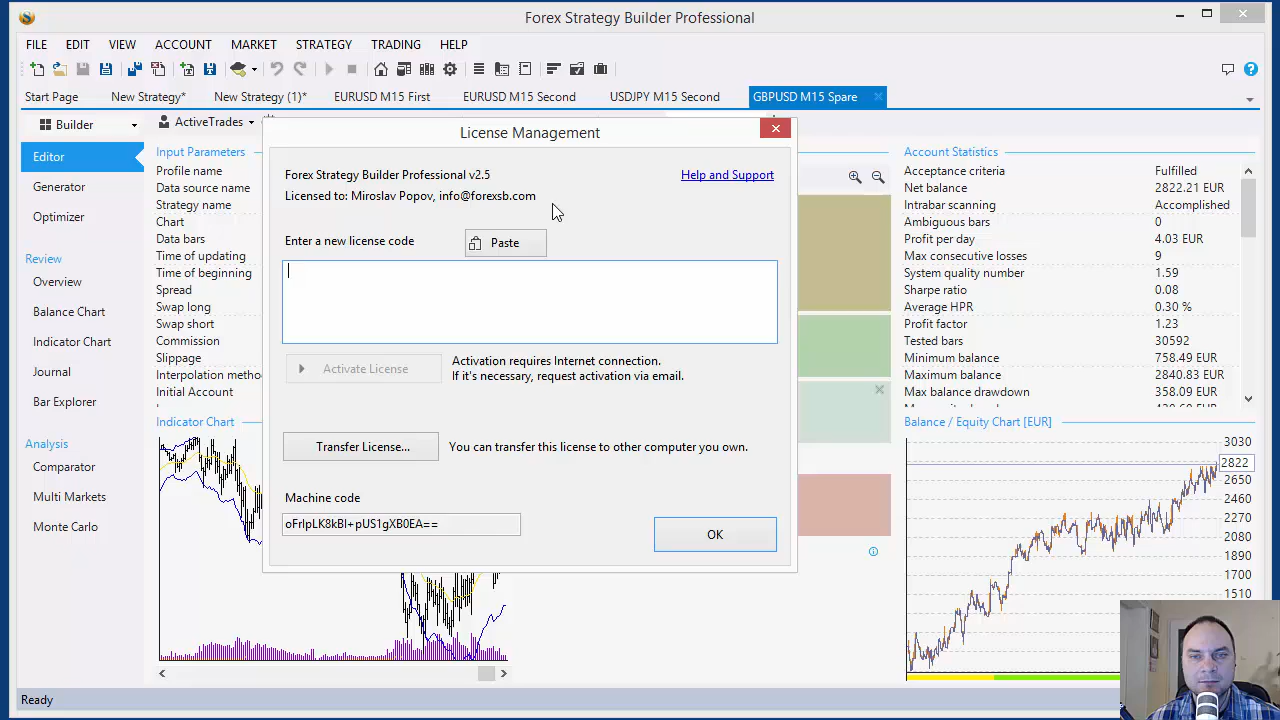 Forex Strategy Builder Professional
FILE EDIT VIEW ACCOUNT MARKET STRATEGY TRADING HELP
Start Page New Strategy* New Strategy (1)* EURUSD M15 First EURUSD M15 Second USDJPY M15 Second GBPUSD M15 Spare
Builder
Editor
Generator
Optimizer
Review
Overview
Balance Chart
Indicator Chart
Journal
Bar Explorer
Analysis
Comparator
Multi Markets
Monte Carlo
ActiveTrades
Input Parameters
Profile name
Data source name
Strategy name
Chart
Data bars
Time of updating
Time of beginning
Spread
Swap long
Swap short
Commission
Slippage
Interpolation metho
Initial Account
Indicator Chart
License Management
Forex Strategy Builder Professional v2.5
Help and Support
Licensed to: Miroslav Popov, info@forexsb.com
Enter a new license code
Paste
Activate License
Activation requires Internet connection.
If it's necessary, request activation via email.
Transfer License...
You can transfer this license to other computer you own.
Machine code
OK
Account Statistics
Acceptance criteria Fulfilled
Net balance 2822.21 EUR
Intrabar scanning Accomplished
Ambiguous bars 0
Profit per day 4.03 EUR
Max consecutive losses 9
System quality number 1.59
Sharpe ratio 0.08
Average HPR 0.30 %
Profit factor 1.23
Tested bars 30592
Minimum balance 758.49 EUR
Maximum balance 2840.83 EUR
Max balance drawdown 358.09 EUR
Balance / Equity Chart [EUR]
3030
2822
2650
2460
2270
2080
1890
1700
1510
Ready